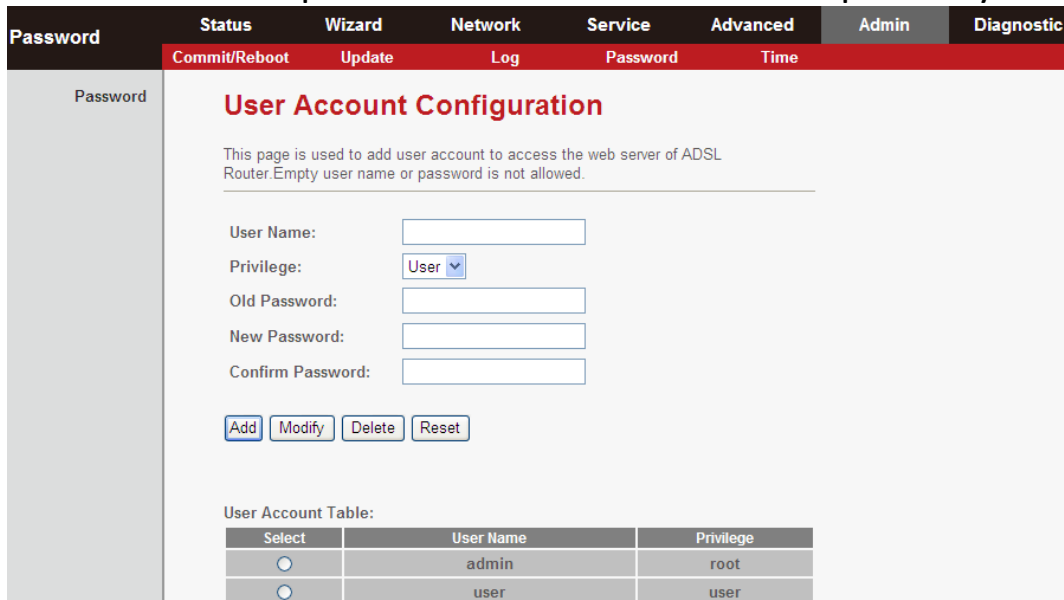 Password
Status Wizard Network Service Advanced Admin Diagnostic
Commit/Reboot Update Log Password Time
Password
User Account Configuration
This page is used to add user account to access the web server of ADSL
Router.Empty user name or password is not allowed.
User Name:
Privilege: User
Old Password:
New Password:
Confirm Password:
Add Modify Delete Reset
User Account Table:
Select User Name Privilege
admin root
user user